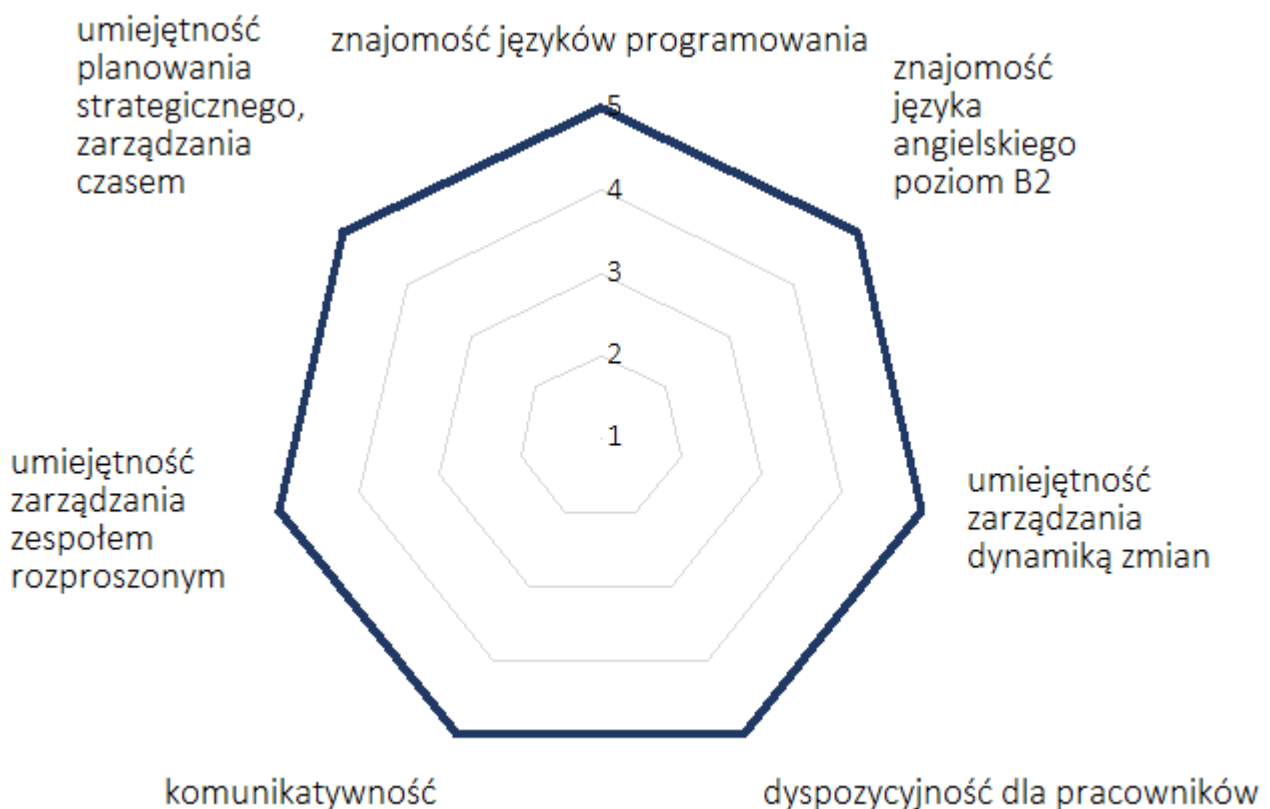 umiejętność
planowania
strategicznego,
zarządzania
czasem
znajomość języków programowania
znajomość
języka
angielskiego
poziom B2
5
4
3
2
1
umiejętność
zarządzania
zespołem
rozproszonym
umiejętność
zarządzania
dynamiką zmian
komunikatywność
dyspozycyjność dla pracowników